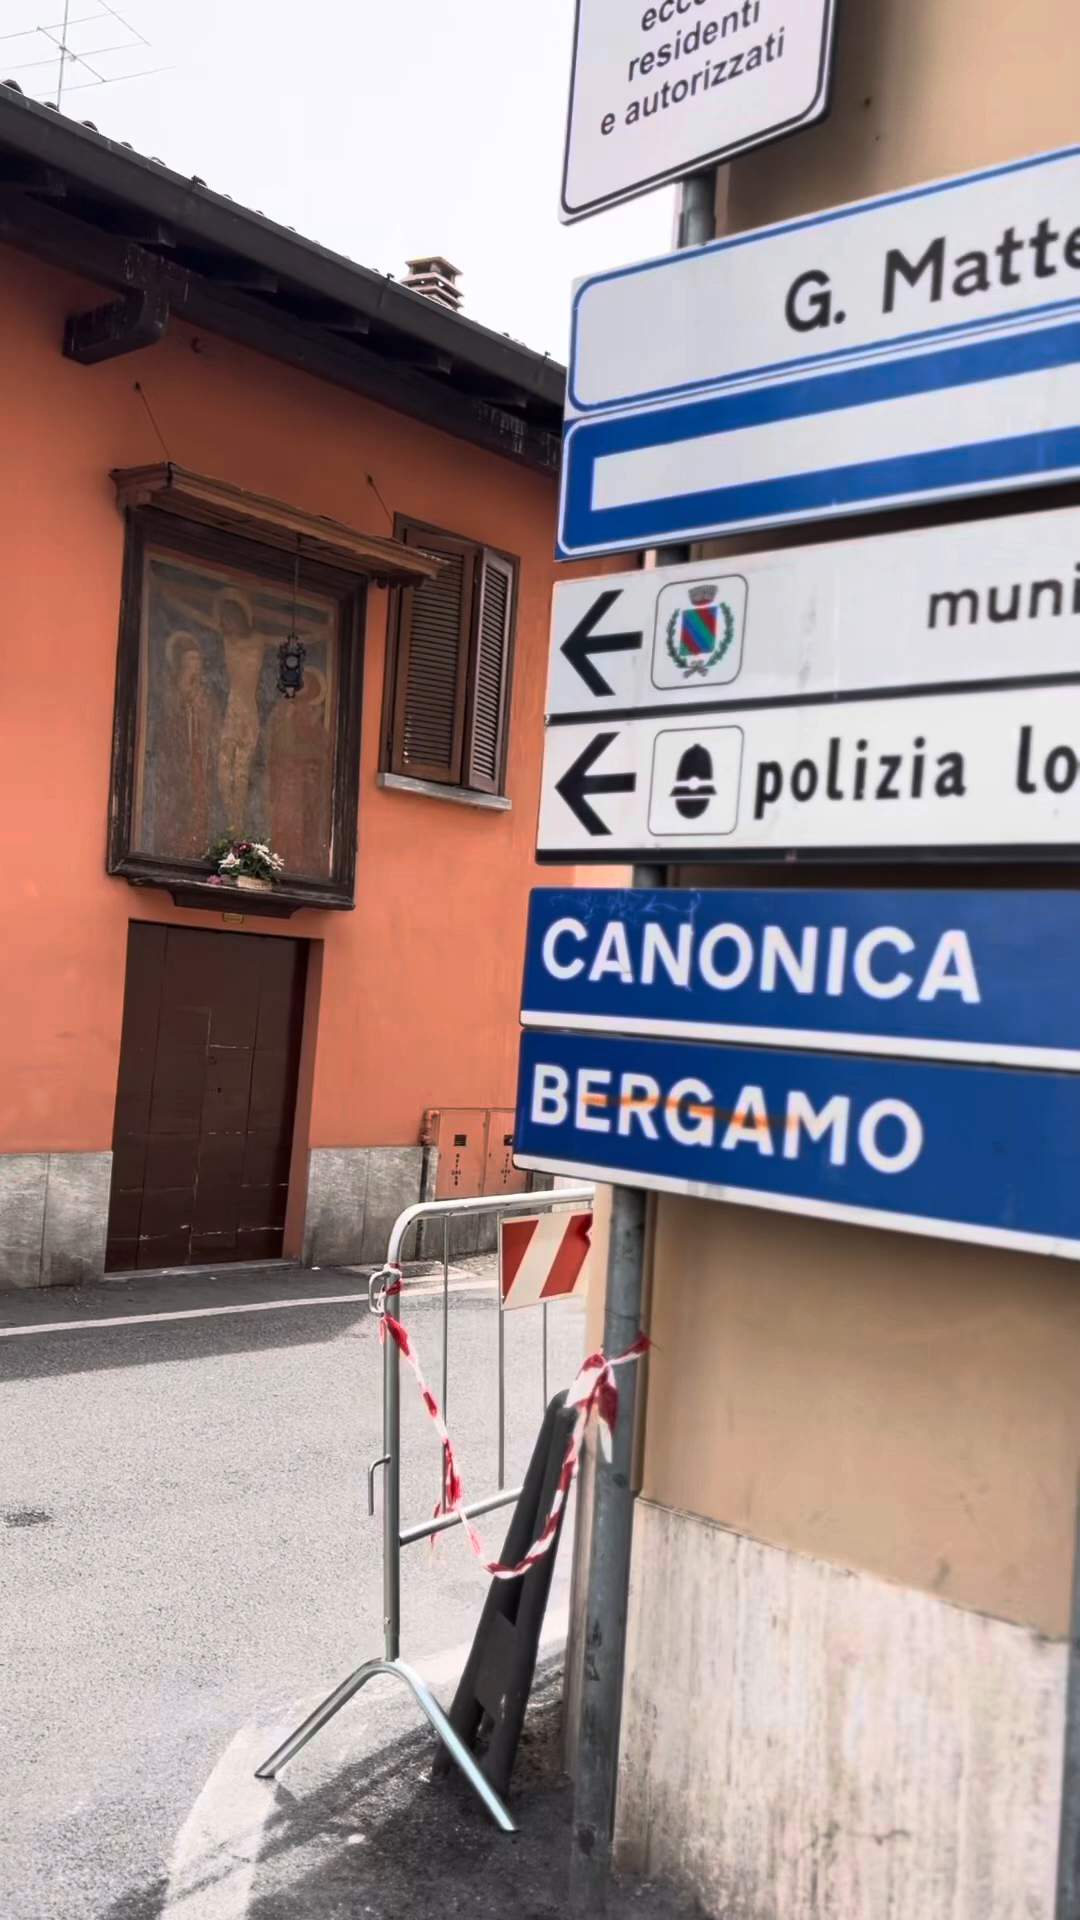 residenti
e autorizzati
G. Matte
muni
polizia lo
CANONICA
BERGAMO